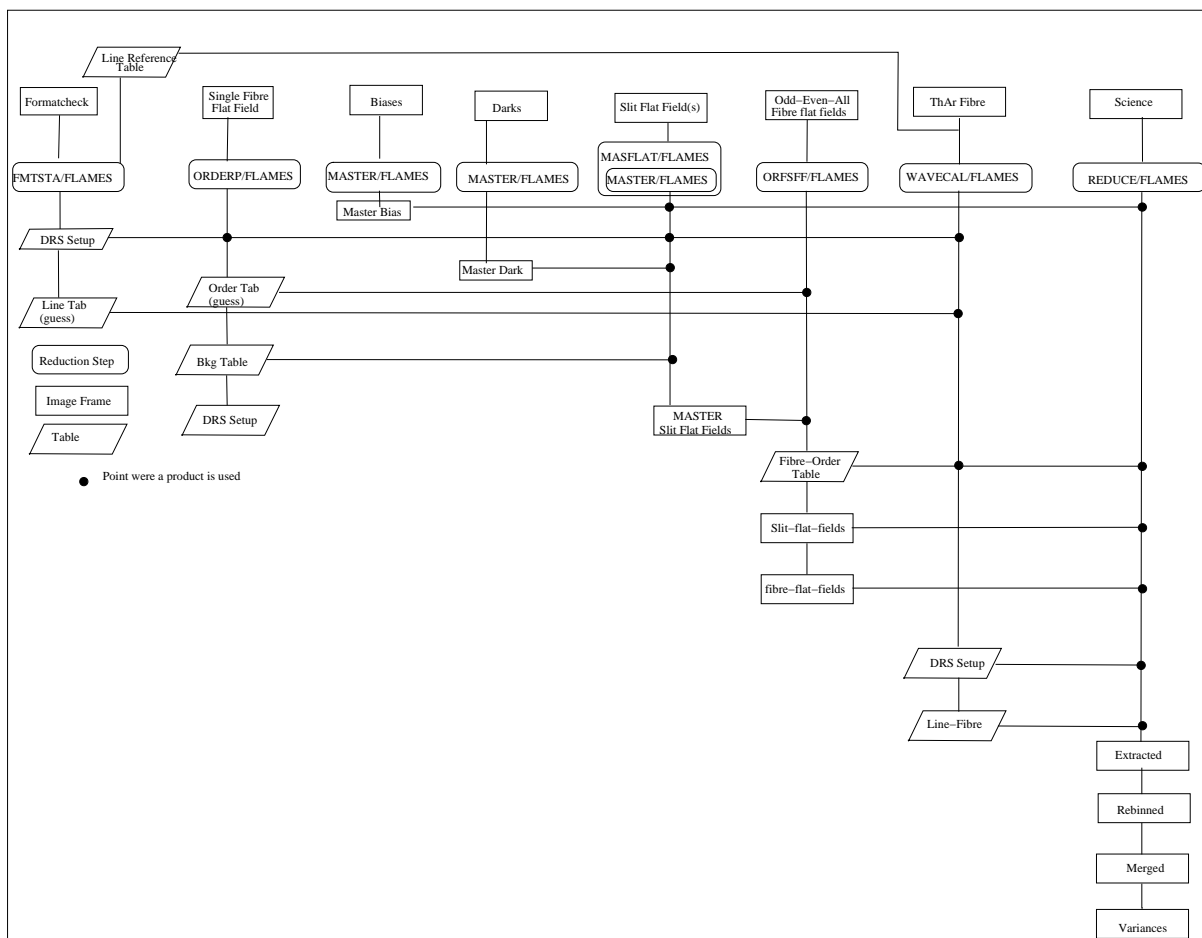 Line Reference
Table
Formatcheck
Single Fibre
Flat Field
Biases
Darks
Slit Flat Field(s)
Odd−Even−All
Fibre flat fields
ThAr Fibre
Science
FMTSTA/FLAMES
ORDERP/FLAMES
MASTER/FLAMES
MASTER/FLAMES
MASFLAT/FLAMES
MASTER/FLAMES
ORFSFF/FLAMES
WAVECAL/FLAMES
REDUCE/FLAMES
Master Bias
DRS Setup
Master Dark
Order Tab
(guess)
Line Tab
(guess)
Reduction Step
Bkg Table
Image Frame
DRS Setup
MASTER
Slit Flat Fields
Table
Fibre−Order
Table
Point were a product is used
Slit−flat−fields
fibre−flat−fields
DRS Setup
Line−Fibre
Extracted
Rebinned
Merged
Variances